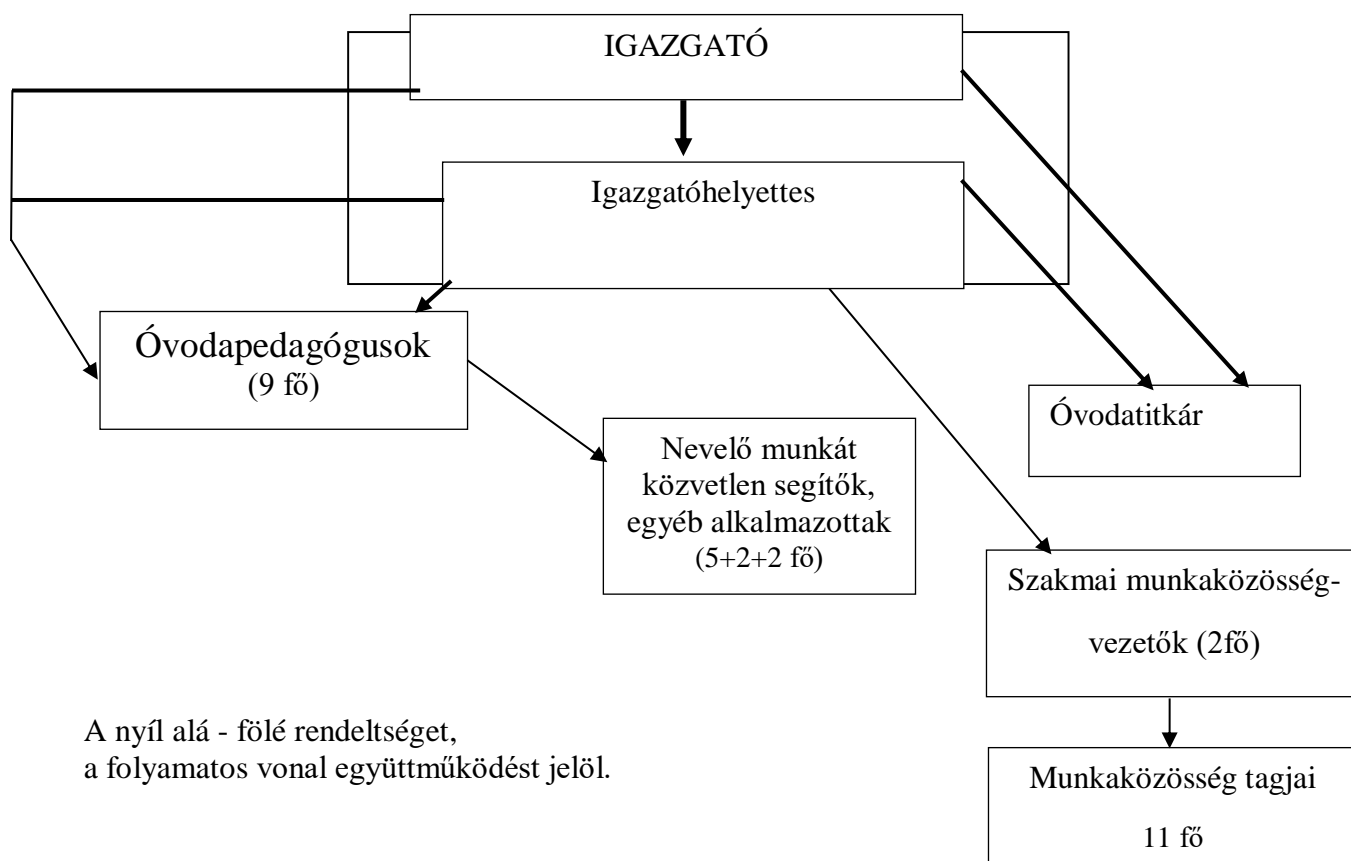 IGAZGATÓ
Igazgatóhelyettes
Óvodapedagógusok
(9 fő)
Óvodatitkár
Nevelő munkát
közvetlen segítők,
egyéb alkalmazottak
(5+2+2 fő)
Szakmai munkaközösség-
vezetők (2fő)
A nyíl alá - fölé rendeltséget,
a folyamatos vonal együttműködést jelöl.
Munkaközösség tagjai
11 fő